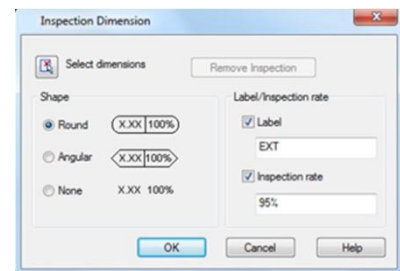 Inspection Dimension
x
Select dimensions
Remove Inspection
Shape
Round
X.XX 100%
Angular
X.XX 100%
None
X.XX 100%
Label/Inspection rate
Label
EXT
Inspection rate
95%
OK
Cancel
Help